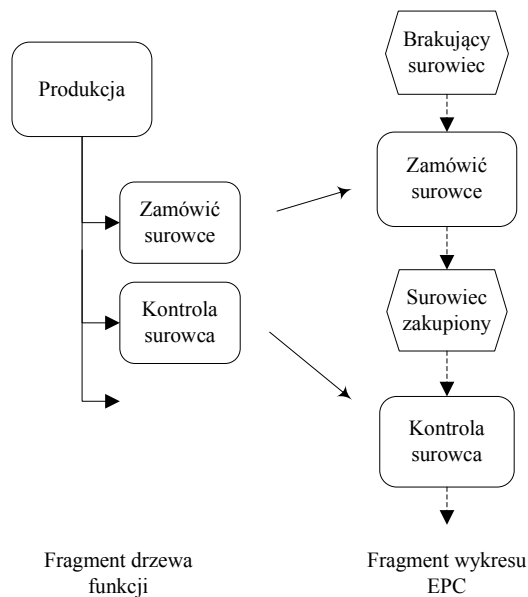 Produkcja
Zamówić
surowce
Kontrola
surowca
Brakujący
surowiec
Zamówić
surowce
Surowiec
zakupiony
Kontrola
surowca
Fragment drzewa
funkcji
Fragment wykresu
EPC